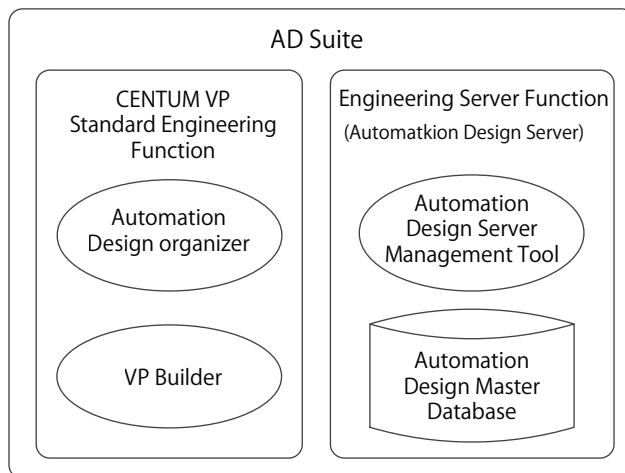 AD Suite
CENTUM VP
Standard Engineering
Function
Automation
Design organizer
VP Builder
Engineering Server Function
(Automatkion Design Server)
Automation
Design Server
Management Tool
Automation
Design Master
Database